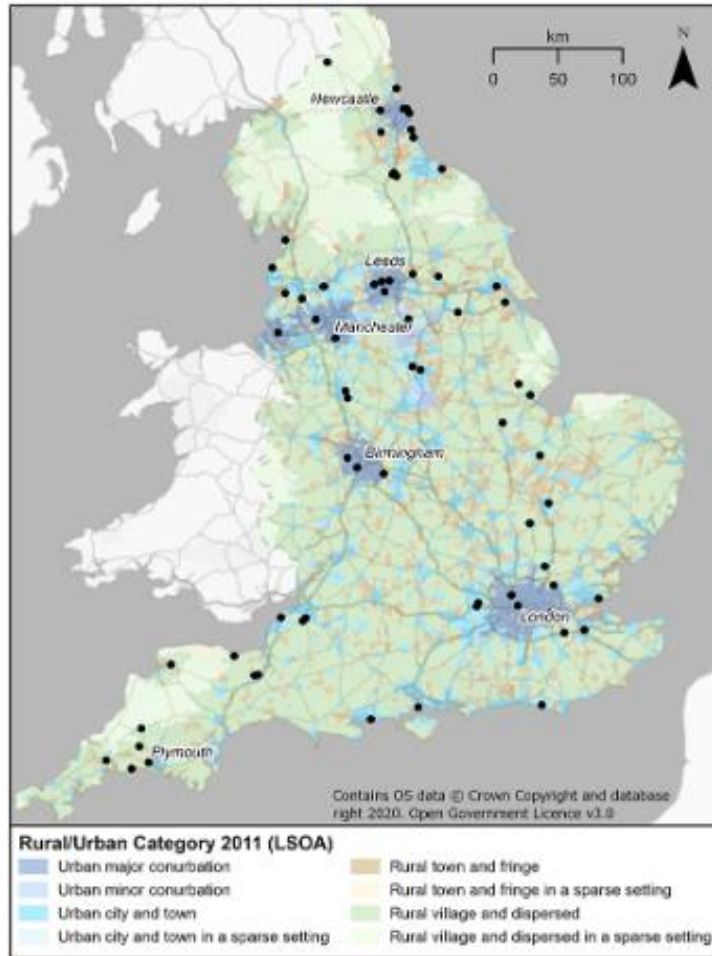 km
N
0 50 100
Newcastle
Leeds
Manchester
Birmingham
London
Plymouth
Contains OS data © Crown Copyright and database
right 2020. Open Government Licence v3.0
Rural/Urban Category 2011 (LSOA)
Urban major conurbation
Urban minor conurbation
Urban city and town
Urban city and town in a sparse setting
Rural town and fringe
Rural town and fringe in a sparse setting
Rural village and dispersed
Rural village and dispersed in a sparse setting